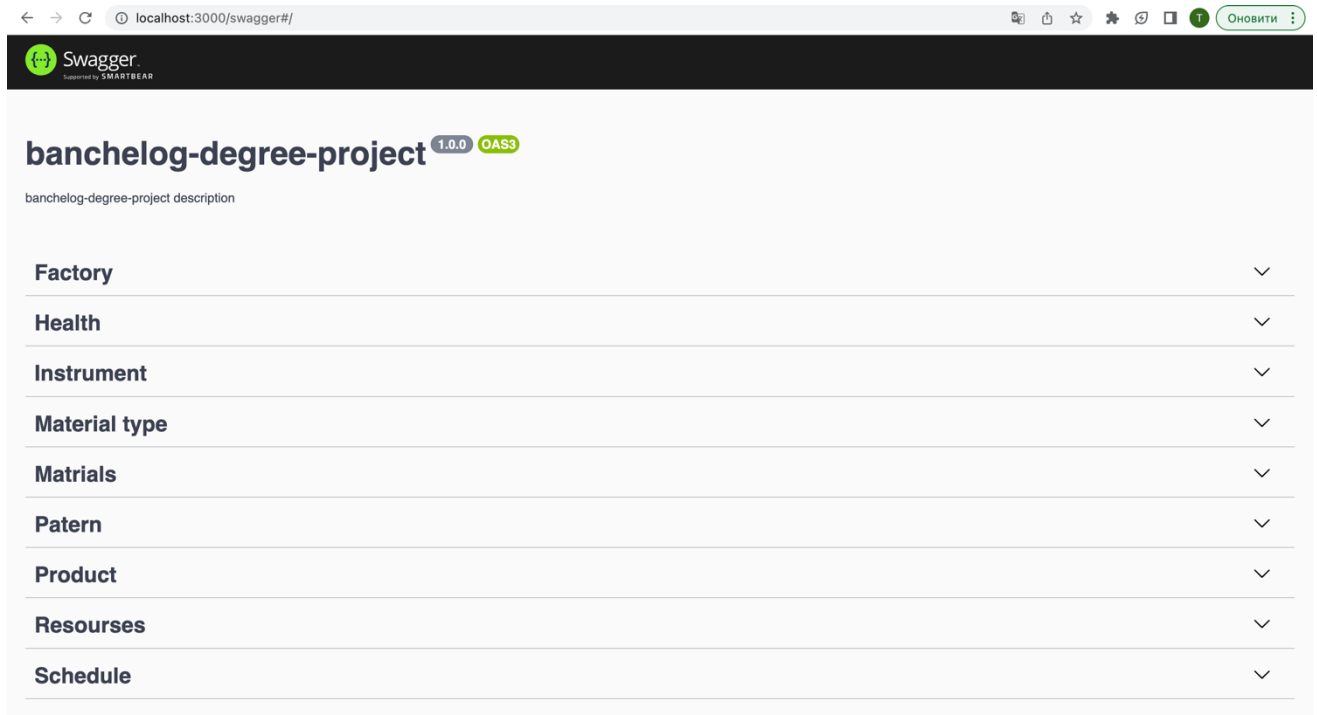 localhost:3000/swagger#/
T
Оновити
{··} Swagger.
Supported by SMARTBEAR
banchelog-degree-project 1.0.0 OAS3
banchelog-degree-project description
Factory
Health
Instrument
Material type
Matrials
Patern
Product
Resourses
Schedule